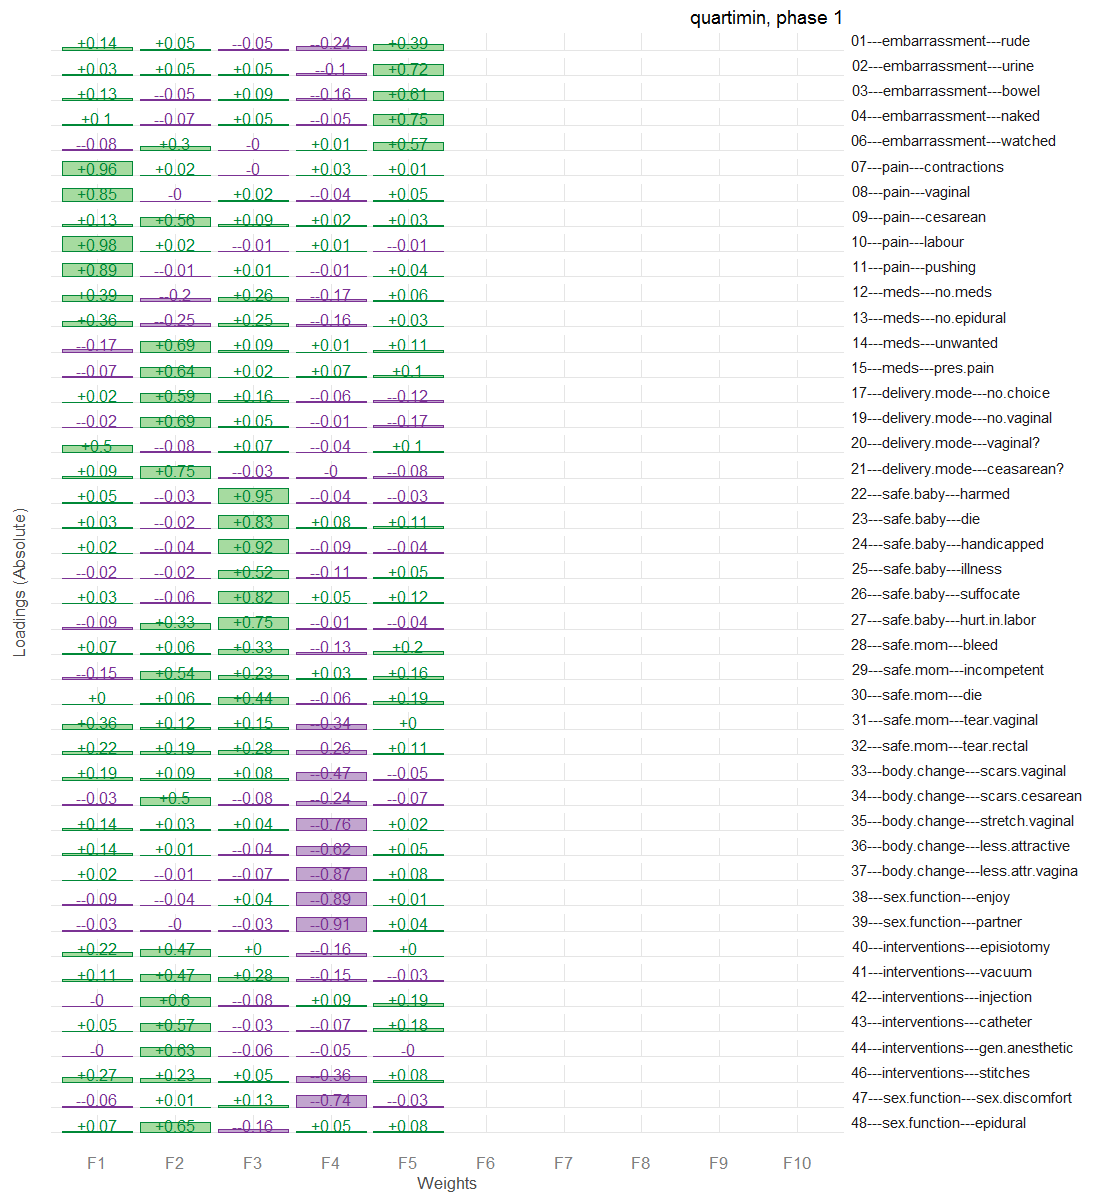 quartimin, phase 1
+0.14 +0.05 --0.05 --0.24 +0.39 01---embarrassment---rude
+0.03 +0.05 +0.05 --0.1 +0.72 02---embarrassment---urine
+0.13 --0.05 +0.09 --0.16 +0.61 03---embarrassment---bowel
+0.1 --0.07 +0.05 --0.05 +0.75 04---embarrassment---naked
--0.08 +0.3 -0 +0.01 +0.57 06---embarrassment---watched
+0.96 +0.02 -0 +0.03 +0.01 07---pain---contractions
+0.85 -0 +0.02 --0.04 +0.05 08---pain---vaginal
+0.13 +0.56 +0.09 +0.02 +0.03 09---pain---cesarean
+0.98 +0.02 --0.01 +0.01 --0.01 10---pain---labour
+0.89 --0.01 +0.01 --0.01 +0.04 11---pain---pushing
+0.39 --0.2 +0.26 --0.17 +0.06 12---meds---no.meds
+0.36 --0.25 +0.25 --0.16 +0.03 13---meds---no.epidural
--0.17 +0.69 +0.09 +0.01 +0.11 14---meds---unwanted
--0.07 +0.64 +0.02 +0.07 +0.1 15---meds---pres.pain
+0.02 +0.59 +0.16 --0.06 --0.12 17---delivery.mode---no.choice
--0.02 +0.69 +0.05 --0.01 --0.17 19---delivery.mode---no.vaginal
+0.5 --0.08 +0.07 --0.04 +0.1 20---delivery.mode---vaginal?
+0.09 +0.75 --0.03 -0 --0.08 21---delivery.mode---ceasarean?
+0.05 --0.03 +0.95 --0.04 --0.03 22---safe.baby---harmed
+0.03 --0.02 +0.83 +0.08 +0.11 23---safe.baby---die
+0.02 --0.04 +0.92 --0.09 --0.04 24---safe.baby---handicapped
--0.02 --0.02 +0.52 --0.11 +0.05 25---safe.baby---illness
+0.03 --0.06 +0.82 +0.05 +0.12 26---safe.baby---suffocate
--0.09 +0.33 +0.75 --0.01 --0.04 27---safe.baby---hurt.in.labor
+0.07 +0.06 +0.33 --0.13 +0.2 28---safe.mom---bleed
--0.15 +0.54 +0.23 +0.03 +0.16 29---safe.mom---incompetent
+0 +0.06 +0.44 --0.06 +0.19 30---safe.mom---die
+0.36 +0.12 +0.15 --0.34 +0 31---safe.mom---tear.vaginal
+0.22 +0.19 +0.28 --0.26 +0.11 32---safe.mom---tear.rectal
+0.19 +0.09 +0.08 --0.47 --0.05 33---body.change---scars.vaginal
--0.03 +0.5 --0.08 --0.24 --0.07 34---body.change---scars.cesarean
+0.14 +0.03 +0.04 --0.76 +0.02 35---body.change---stretch.vaginal
+0.14 +0.01 --0.04 --0.62 +0.05 36---body.change---less.attractive
+0.02 --0.01 --0.07 --0.87 +0.08 37---body.change---less.attr.vagina
--0.09 --0.04 +0.04 --0.89 +0.01 38---sex.function---enjoy
--0.03 -0 --0.03 --0.91 +0.04 39---sex.function---partner
+0.22 +0.47 +0 --0.16 +0 40---interventions---episiotomy
+0.11 +0.47 +0.28 --0.15 --0.03 41---interventions---vacuum
-0 +0.6 --0.08 +0.09 +0.19 42---interventions---injection
+0.05 +0.57 --0.03 --0.07 +0.18 43---interventions---catheter
-0 +0.63 --0.06 --0.05 -0 44---interventions---gen.anesthetic
+0.27 +0.23 +0.05 --0.36 +0.08 46---interventions---stitches
--0.06 +0.01 +0.13 --0.74 --0.03 47---sex.function---sex.discomfort
+0.07 +0.65 --0.16 +0.05 +0.08 48---sex.function---epidural
F1 F2 F3 F4 F5 F6 F7 F8 F9 F10
Weights
Loadings (Absolute)